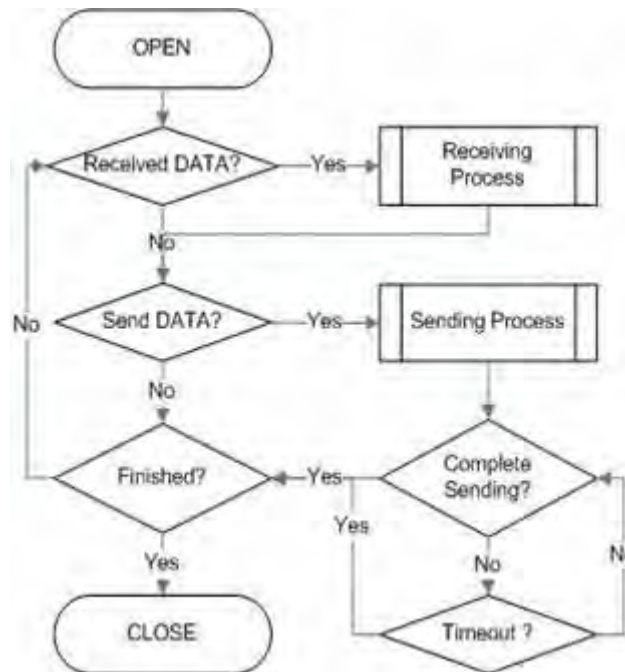 OPEN
Received DATA?
Yes
Receiving
Process
No
Send DATA?
Yes
Sending Process
No
No
Finished?
Yes
Complete
Sending?
Yes
Yes
No
CLOSE
Timeout ?